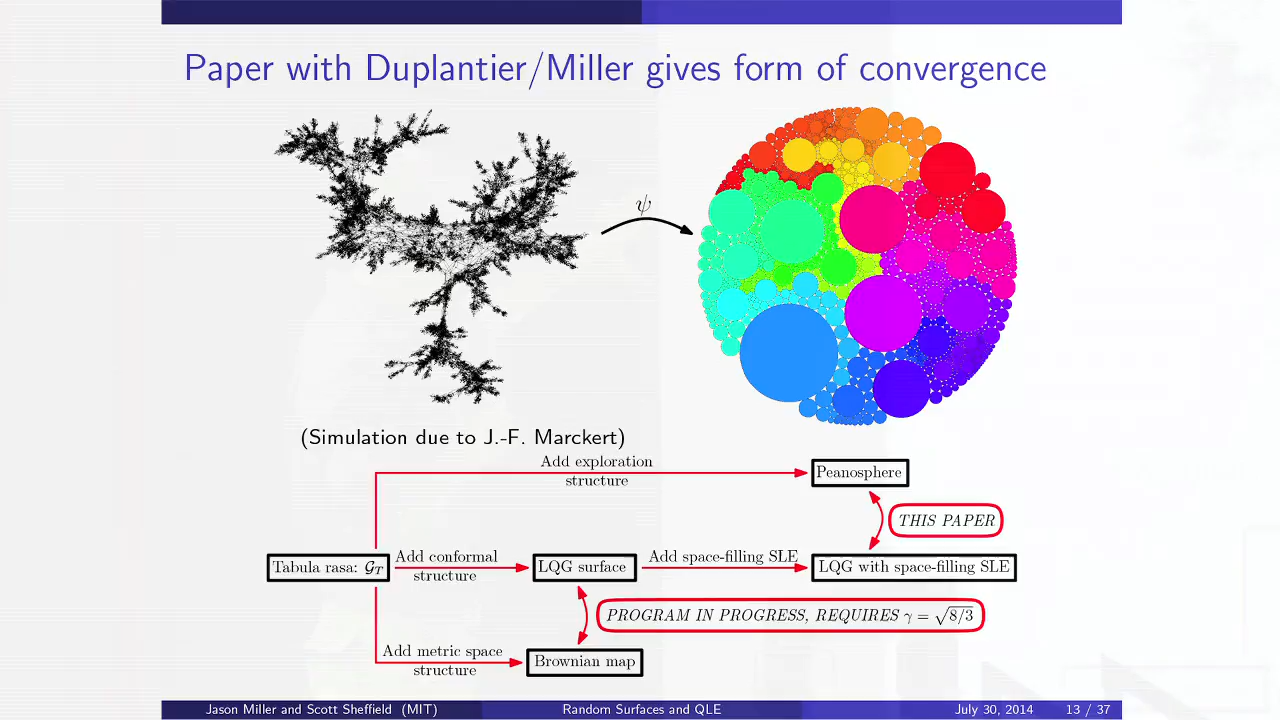 Paper with Duplantier/Miller gives form of convergence
ψ
(Simulation due to J.-F. Marckert)
Add exploration
structure
Peanosphere
THIS PAPER
Tabula rasa: 𝒢_T
Add conformal
structure
LQG surface
Add space-filling SLE
LQG with space-filling SLE
PROGRAM IN PROGRESS, REQUIRES γ = √8/3
Add metric space
structure
Brownian map
Jason Miller and Scott Sheffield (MIT)
Random Surfaces and QLE
July 30, 2014
13 / 37